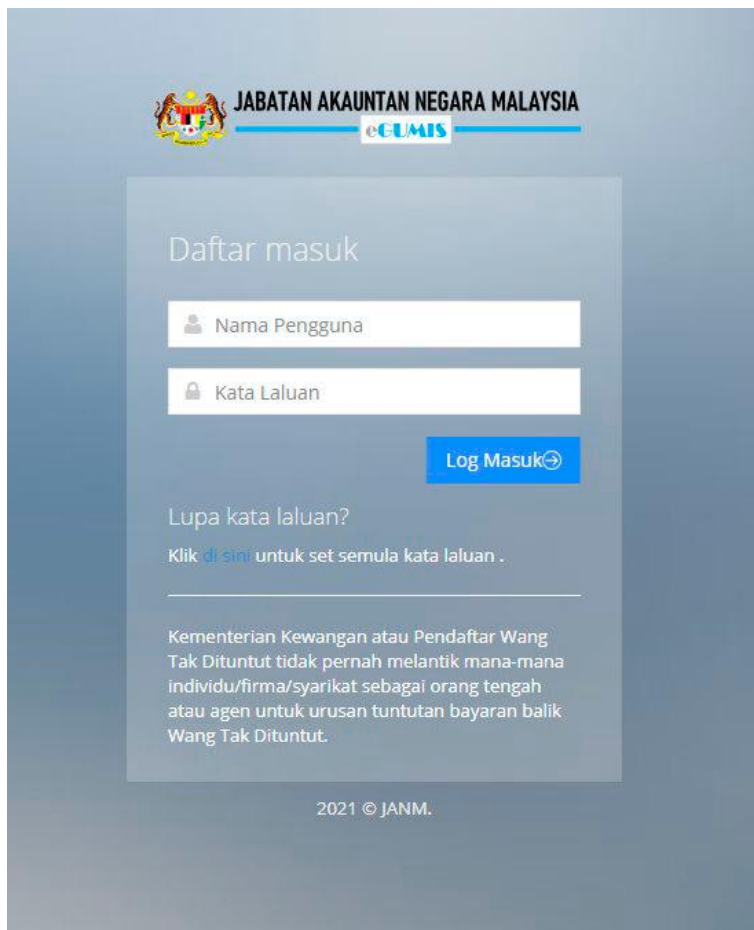 JABATAN AKAUNTAN NEGARA MALAYSIA
eGUMIS
Daftar masuk
Nama Pengguna
Kata Laluan
Log Masuk
Lupa kata laluan?
Klik di sini untuk set semula kata laluan .
Kementerian Kewangan atau Pendaftar Wang
Tak Dituntut tidak pernah melantik mana-mana
individu/firma/syarikat sebagai orang tengah
atau agen untuk urusan tuntutan bayaran balik
Wang Tak Dituntut.
2021 © JANM.